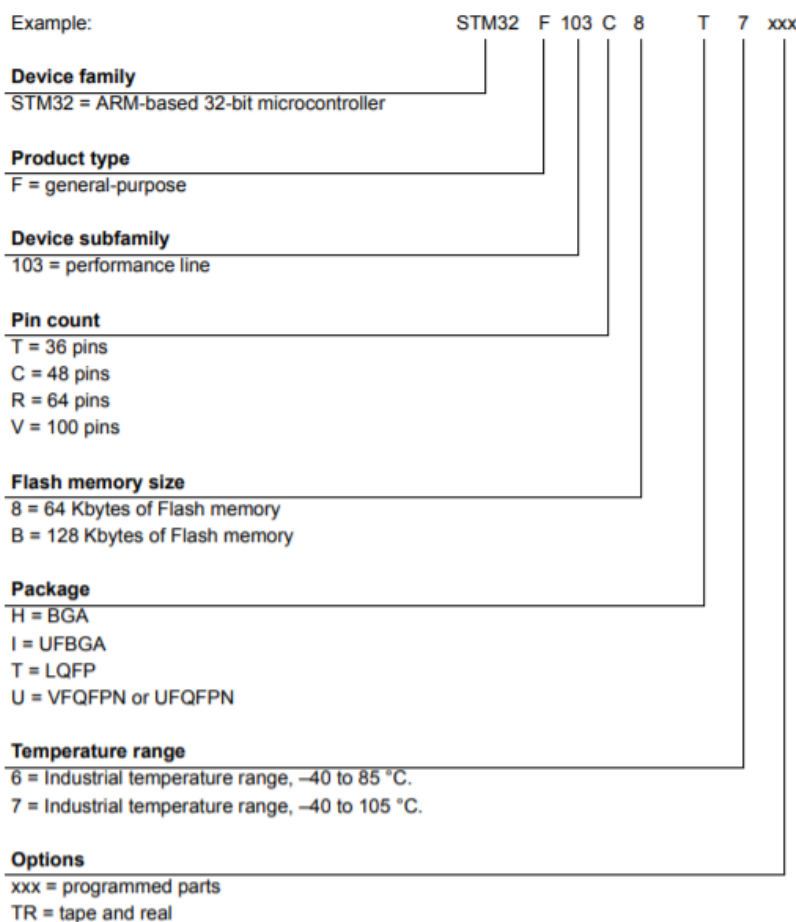 Example: STM32 F 103 C 8 T 7 xxx
Device family
STM32 = ARM-based 32-bit microcontroller
Product type
F = general-purpose
Device subfamily
103 = performance line
Pin count
T = 36 pins
C = 48 pins
R = 64 pins
V = 100 pins
Flash memory size
8 = 64 Kbytes of Flash memory
B = 128 Kbytes of Flash memory
Package
H = BGA
I = UFBGA
T = LQFP
U = VFQFPN or UFQFPN
Temperature range
6 = Industrial temperature range, –40 to 85 °C.
7 = Industrial temperature range, –40 to 105 °C.
Options
xxx = programmed parts
TR = tape and real